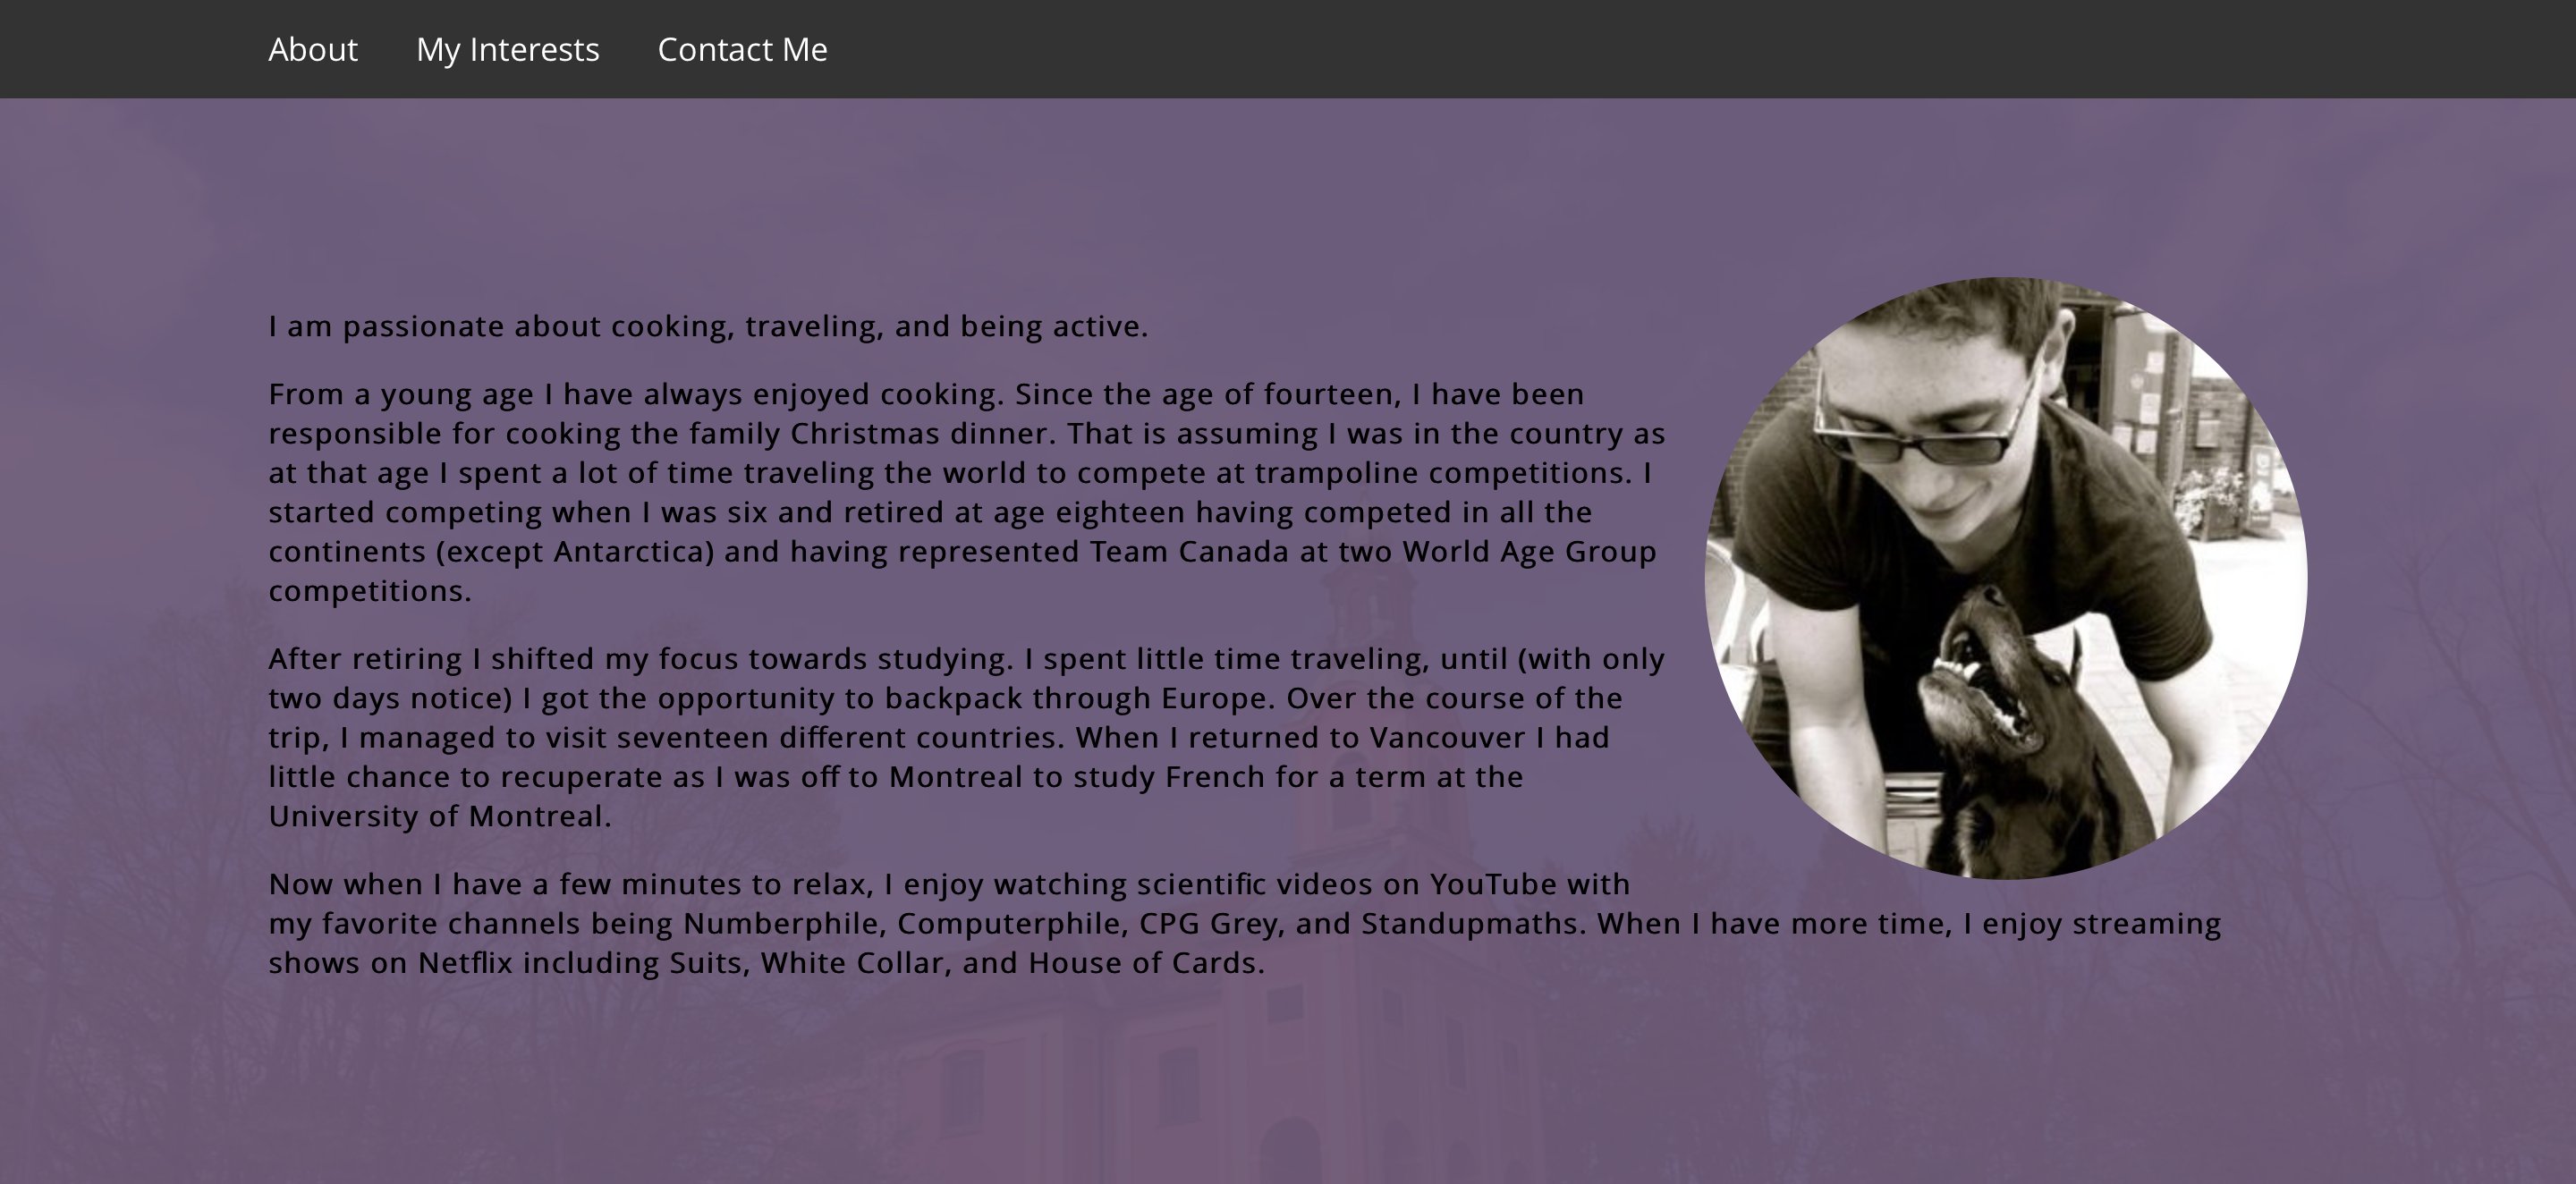 About
My Interests
Contact Me
I am passionate about cooking, traveling, and being active.
From a young age I have always enjoyed cooking. Since the age of fourteen, I have been
responsible for cooking the family Christmas dinner. That is assuming I was in the country as
at that age I spent a lot of time traveling the world to compete at trampoline competitions. I
started competing when I was six and retired at age eighteen having competed in all the
continents (except Antarctica) and having represented Team Canada at two World Age Group
competitions.
After retiring I shifted my focus towards studying. I spent little time traveling, until (with only
two days notice) I got the opportunity to backpack through Europe. Over the course of the
trip, I managed to visit seventeen different countries. When I returned to Vancouver I had
little chance to recuperate as I was off to Montreal to study French for a term at the
University of Montreal.
Now when I have a few minutes to relax, I enjoy watching scientific videos on YouTube with
my favorite channels being Numberphile, Computerphile, CPG Grey, and Standupmaths. When I have more time, I enjoy streaming
shows on Netflix including Suits, White Collar, and House of Cards.